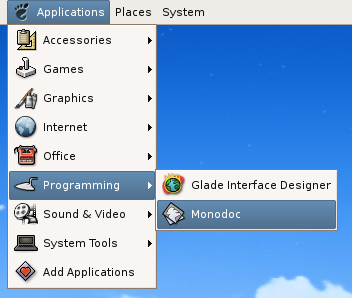 Applications Places System
Accessories
Games
Graphics
Internet
Office
Programming
Glade Interface Designer
Sound & Video
Monodoc
System Tools
Add Applications